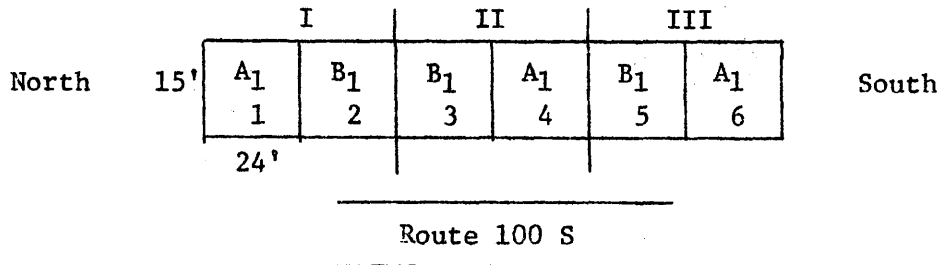 I II III
North 15' A1 B1 B1 A1 B1 A1 South
1 2 3 4 5 6
24'
Route 100 S